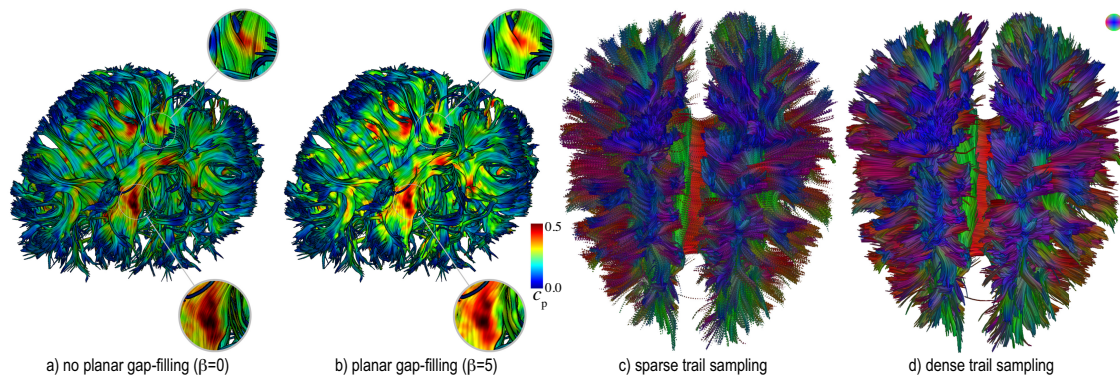 0.5
0.0
c_p
a) no planar gap-filling (β=0)
b) planar gap-filling (β=5)
c) sparse trail sampling
d) dense trail sampling